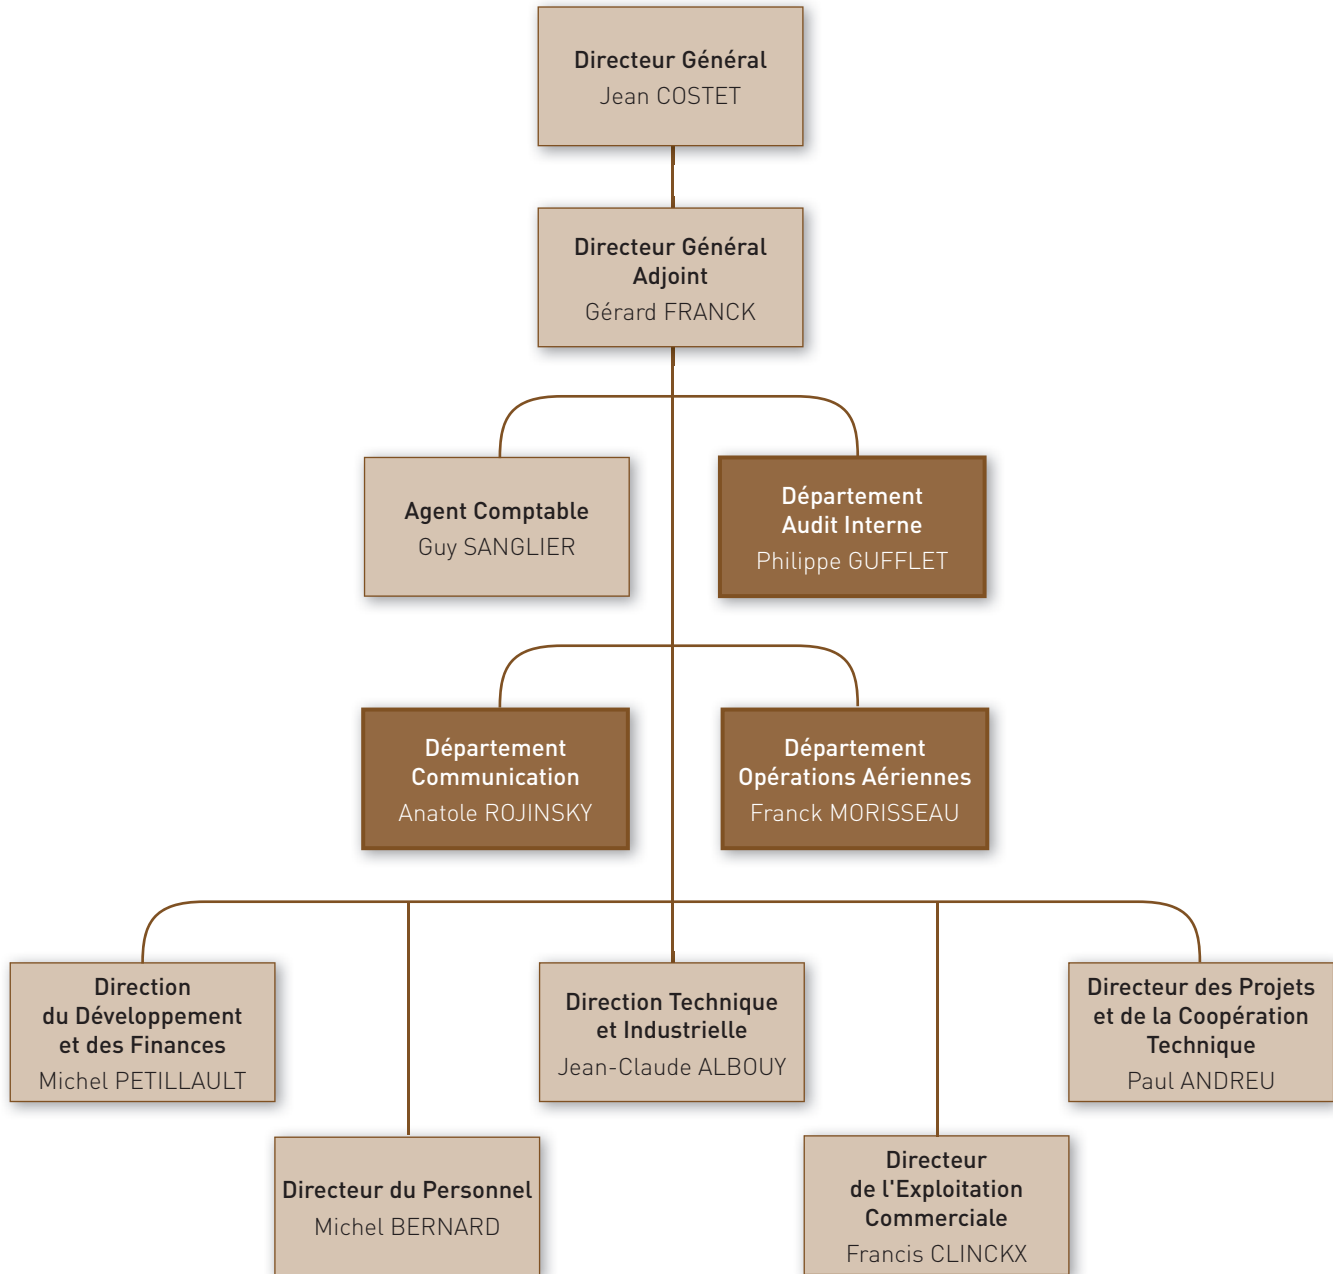 Directeur Général
Jean COSTET
Directeur Général
Adjoint
Gérard FRANCK
Agent Comptable
Guy SANGLIER
Département
Audit Interne
Philippe GUFFLET
Département
Communication
Anatole ROJINSKY
Département
Opérations Aériennes
Franck MORISSEAU
Direction
du Développement
et des Finances
Michel PETILLAULT
Directeur du Personnel
Michel BERNARD
Direction Technique
et Industrielle
Jean-Claude ALBOUY
Directeur
de l'Exploitation
Commerciale
Francis CLINCKX
Directeur des Projets
et de la Coopération
Technique
Paul ANDREU